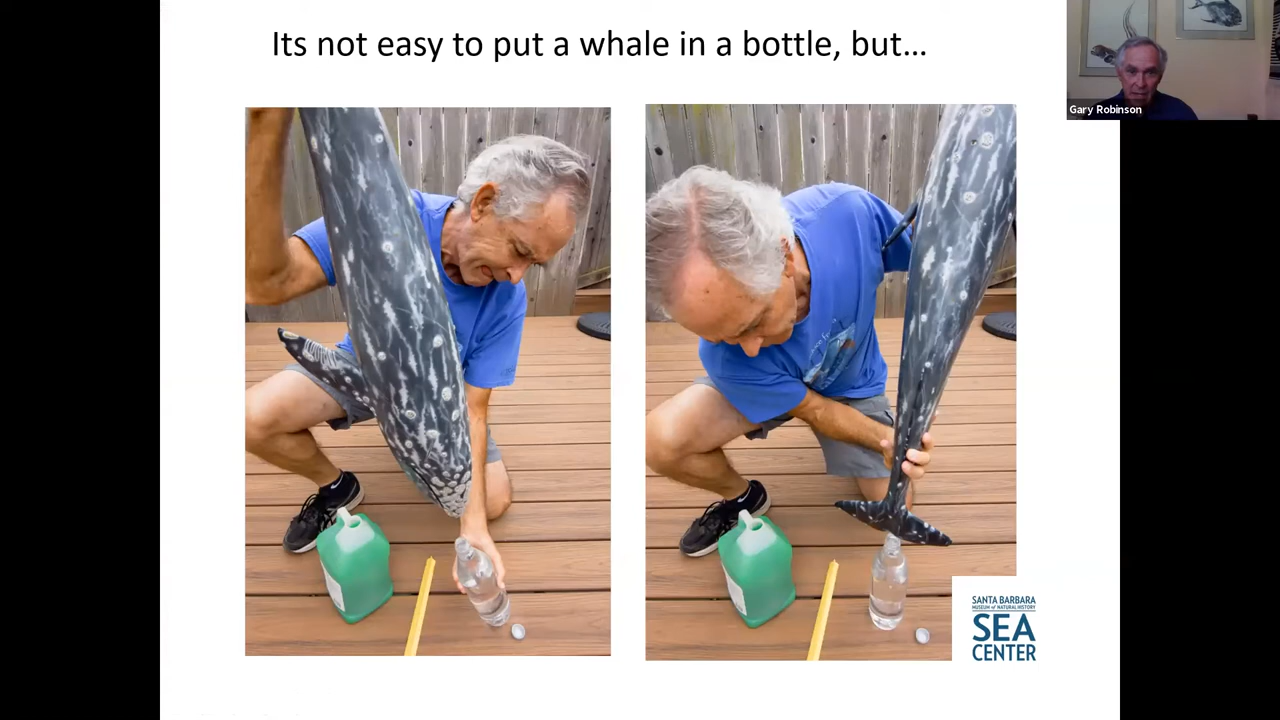 Its not easy to put a whale in a bottle, but...
Gary Robinson
SANTA BARBARA
MUSEUM of NATURAL HISTORY
SEA
CENTER